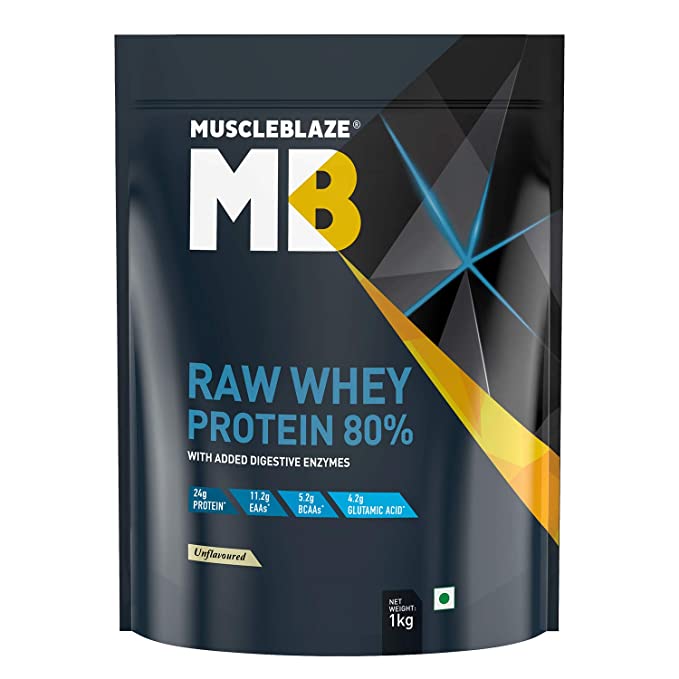 MUSCLEBLAZE®
MB
RAW WHEY
PROTEIN 80%
WITH ADDED DIGESTIVE ENZYMES
24g
PROTEIN*
11.2g
EAAs*
5.2g
BCAAs*
4.2g
GLUTAMIC ACID*
Unflavoured
NET
WEIGHT:
1kg